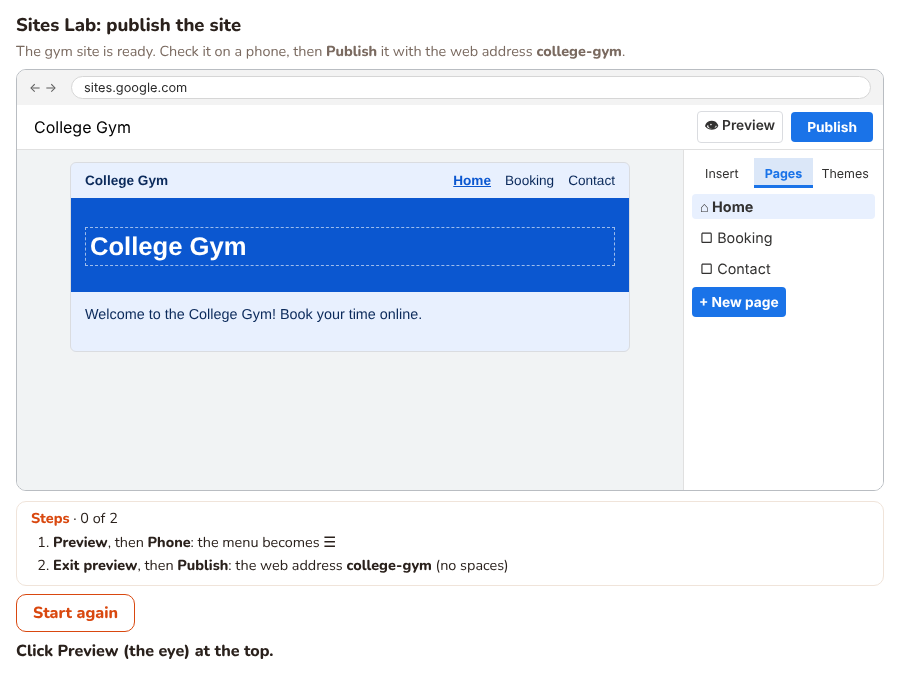 Sites Lab: publish the site
The gym site is ready. Check it on a phone, then Publish it with the web address college-gym.
← → sites.google.com
College Gym
Preview
Publish
College Gym
Home Booking Contact
College Gym
Welcome to the College Gym! Book your time online.
Insert Pages Themes
⌂ Home
☐ Booking
☐ Contact
+ New page
Steps · 0 of 2
1. Preview, then Phone: the menu becomes ☰
2. Exit preview, then Publish: the web address college-gym (no spaces)
Start again
Click Preview (the eye) at the top.